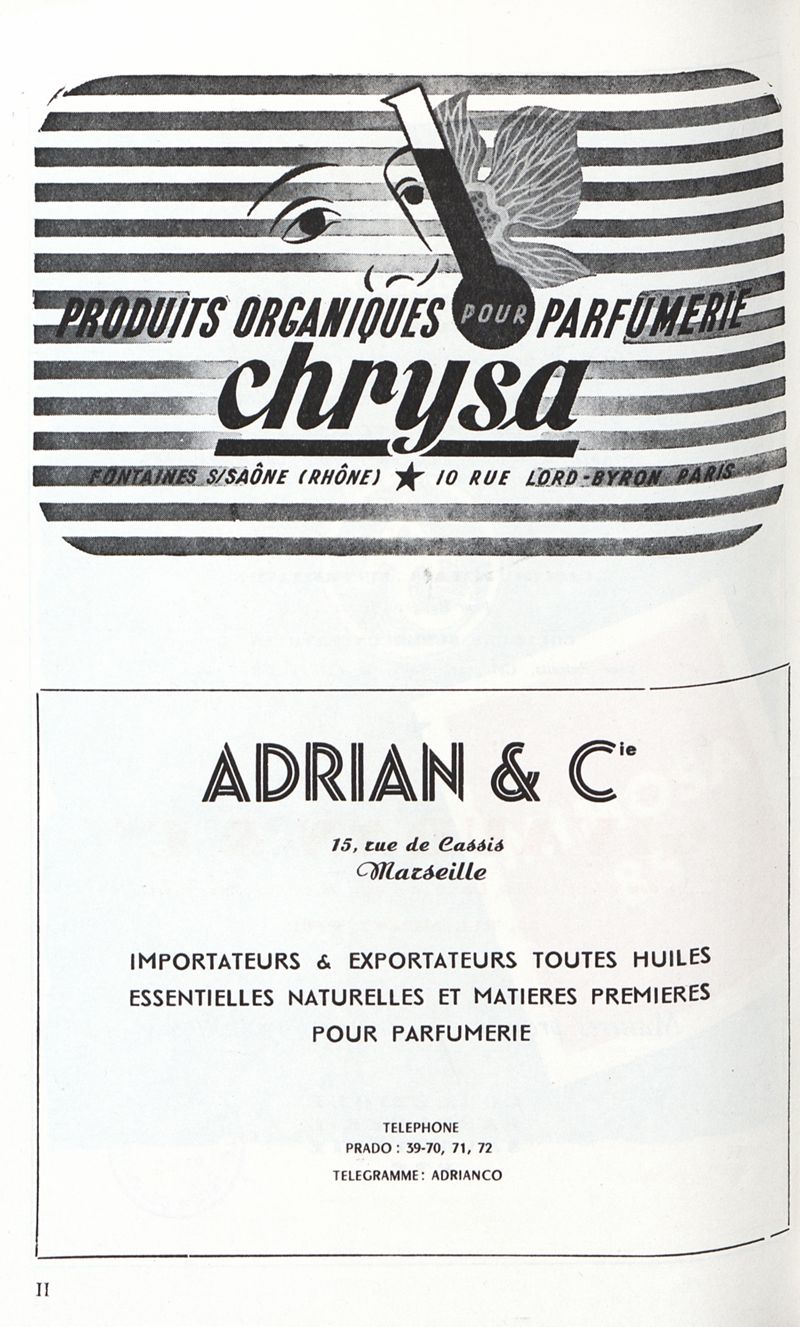 PRODUITS ORGANIQUES POUR PARFUMERIE
chrysa
FONTAINES S/SAÔNE (RHÔNE) ★ 10 RUE LORD-BYRON PARIS
ADRIAN & Cie
15, rue de Cassis
Marseille
IMPORTATEURS & EXPORTATEURS TOUTES HUILES
ESSENTIELLES NATURELLES ET MATIERES PREMIERES
POUR PARFUMERIE
TELEPHONE
PRADO : 39-70, 71, 72
TELEGRAMME : ADRIANCO
II